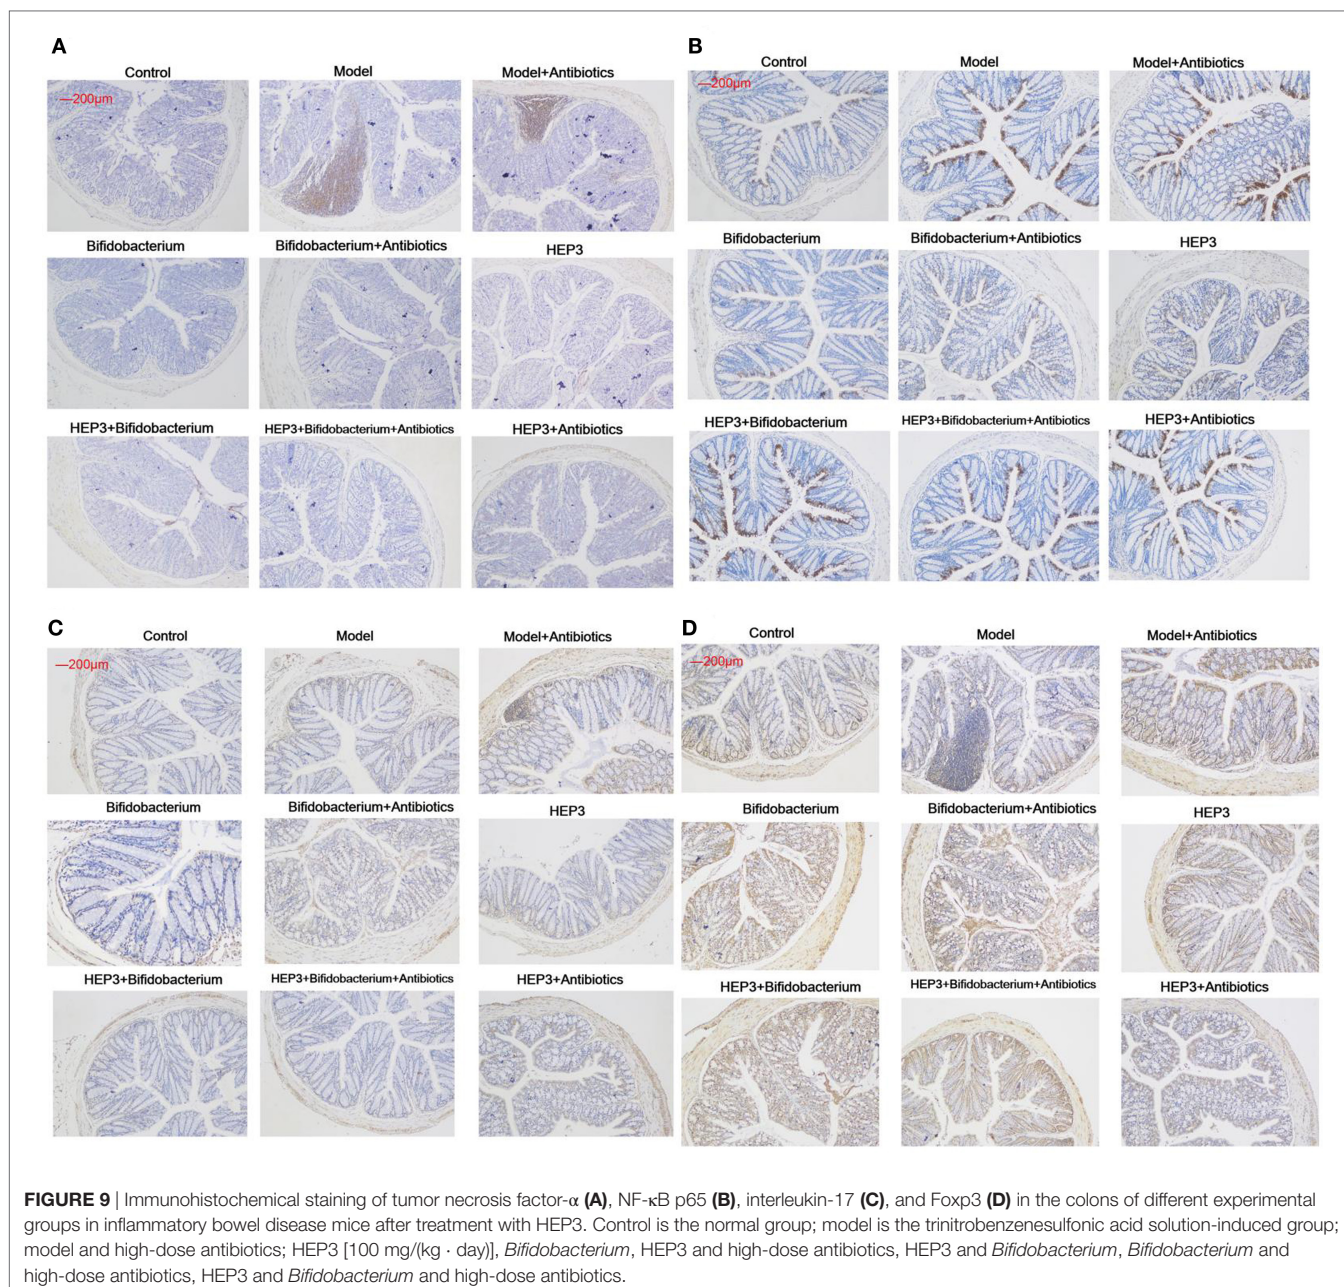 A
Control Model Model+Antibiotics
200μm
Bifidobacterium Bifidobacterium+Antibiotics HEP3
HEP3+Bifidobacterium HEP3+Bifidobacterium+Antibiotics HEP3+Antibiotics
B
Control Model Model+Antibiotics
200μm
Bifidobacterium Bifidobacterium+Antibiotics HEP3
HEP3+Bifidobacterium HEP3+Bifidobacterium+Antibiotics HEP3+Antibiotics
C
Control Model Model+Antibiotics
200μm
Bifidobacterium Bifidobacterium+Antibiotics HEP3
HEP3+Bifidobacterium HEP3+Bifidobacterium+Antibiotics HEP3+Antibiotics
D
Control Model Model+Antibiotics
200μm
Bifidobacterium Bifidobacterium+Antibiotics HEP3
HEP3+Bifidobacterium HEP3+Bifidobacterium+Antibiotics HEP3+Antibiotics
FIGURE 9 | Immunohistochemical staining of tumor necrosis factor-α (A), NF-κB p65 (B), interleukin-17 (C), and Foxp3 (D) in the colons of different experimental
groups in inflammatory bowel disease mice after treatment with HEP3. Control is the normal group; model is the trinitrobenzenesulfonic acid solution-induced group;
model and high-dose antibiotics; HEP3 [100 mg/(kg · day)], Bifidobacterium, HEP3 and high-dose antibiotics, HEP3 and Bifidobacterium, Bifidobacterium and
high-dose antibiotics, HEP3 and Bifidobacterium and high-dose antibiotics.